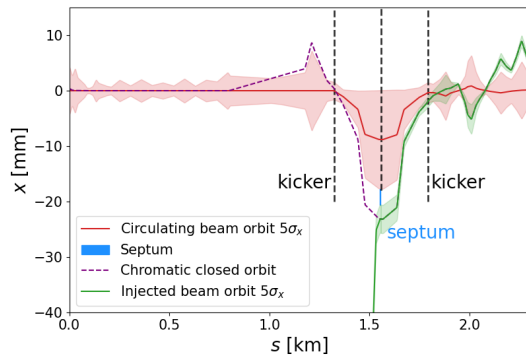 10
0
−10
−20
−30
−40
x [mm]
kicker
kicker
septum
Circulating beam orbit 5σₓ
Septum
Chromatic closed orbit
Injected beam orbit 5σₓ
0.0 0.5 1.0 1.5 2.0
s [km]